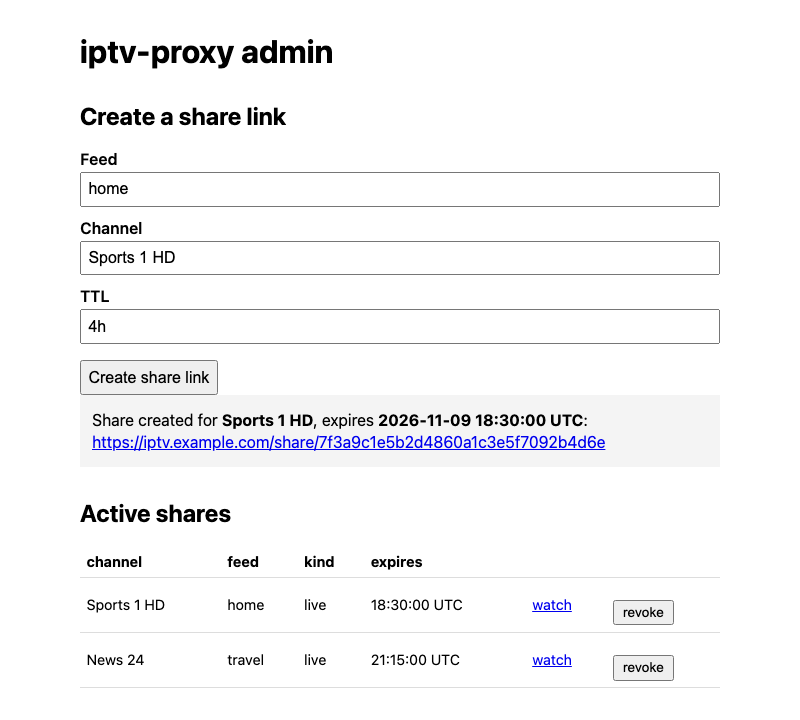 iptv-proxy admin
Create a share link
Feed
home
Channel
Sports 1 HD
TTL
4h
Create share link
Share created for Sports 1 HD, expires 2026-11-09 18:30:00 UTC:
https://iptv.example.com/share/7f3a9c1e5b2d4860a1c3e5f7092b4d6e
Active shares
channel feed kind expires
Sports 1 HD home live 18:30:00 UTC watch revoke
News 24 travel live 21:15:00 UTC watch revoke